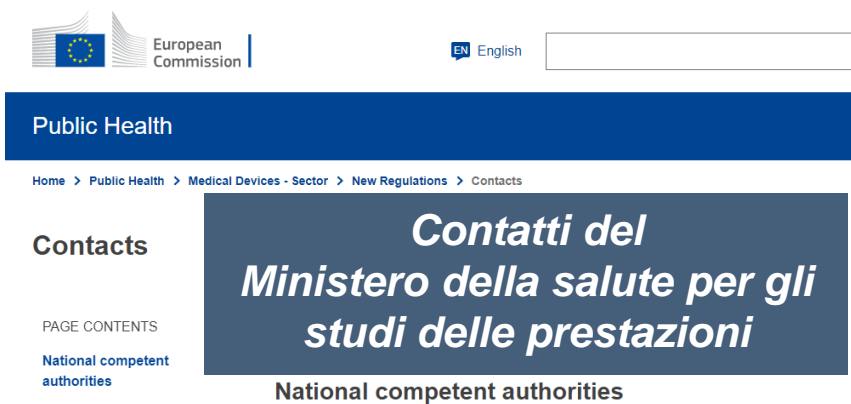 European
Commission
EN English
Public Health
Home > Public Health > Medical Devices - Sector > New Regulations > Contacts
Contacts
Contatti del
Ministero della salute per gli
studi delle prestazioni
PAGE CONTENTS
National competent
authorities
National competent authorities